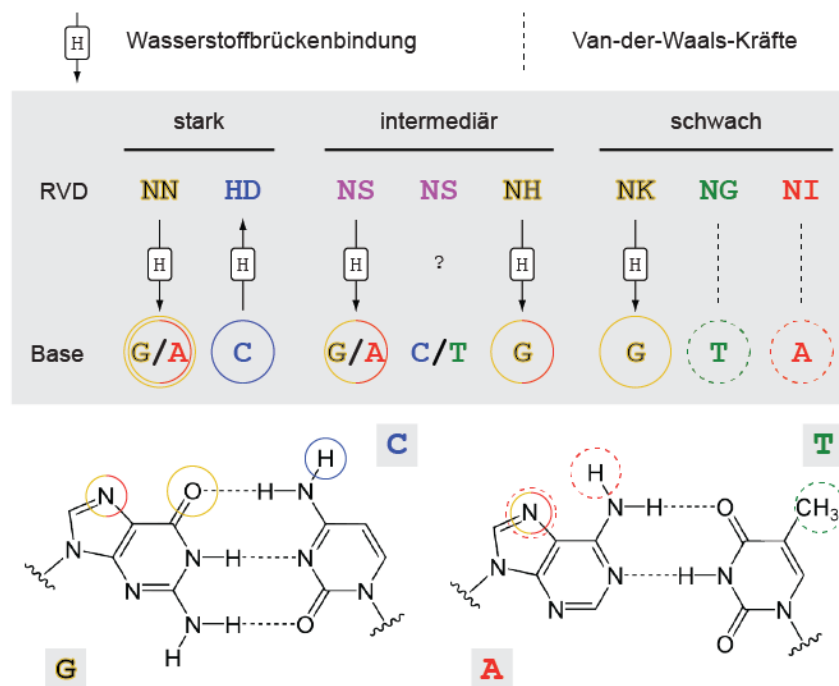 H Wasserstoffbrückenbindung Van-der-Waals-Kräfte
stark intermediär schwach
RVD NN HD NS NS NH NK NG NI
H H H ? H H
Base G/A C G/A C/T G G T A
C T
H H
N O H N N H O CH3
N H N N N H N
N N N N N O N
N H O O
H
G A